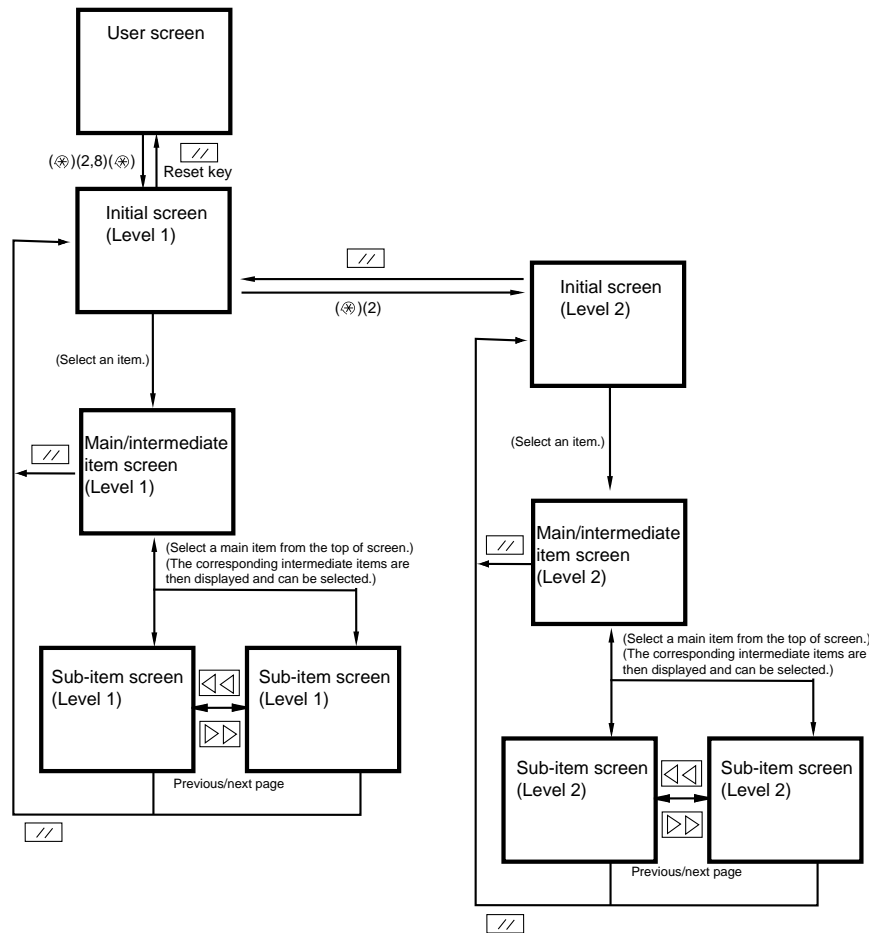 User screen
(✱)(2,8)(✱)
//
Reset key
Initial screen
(Level 1)
//
(✱)(2)
Initial screen
(Level 2)
(Select an item.)
Main/intermediate
item screen
(Level 1)
//
(Select a main item from the top of screen.)
(The corresponding intermediate items are
then displayed and can be selected.)
Sub-item screen
(Level 1)
Sub-item screen
(Level 1)
Previous/next page
//
(Select an item.)
Main/intermediate
item screen
(Level 2)
//
(Select a main item from the top of screen.)
(The corresponding intermediate items are
then displayed and can be selected.)
Sub-item screen
(Level 2)
Sub-item screen
(Level 2)
Previous/next page
//